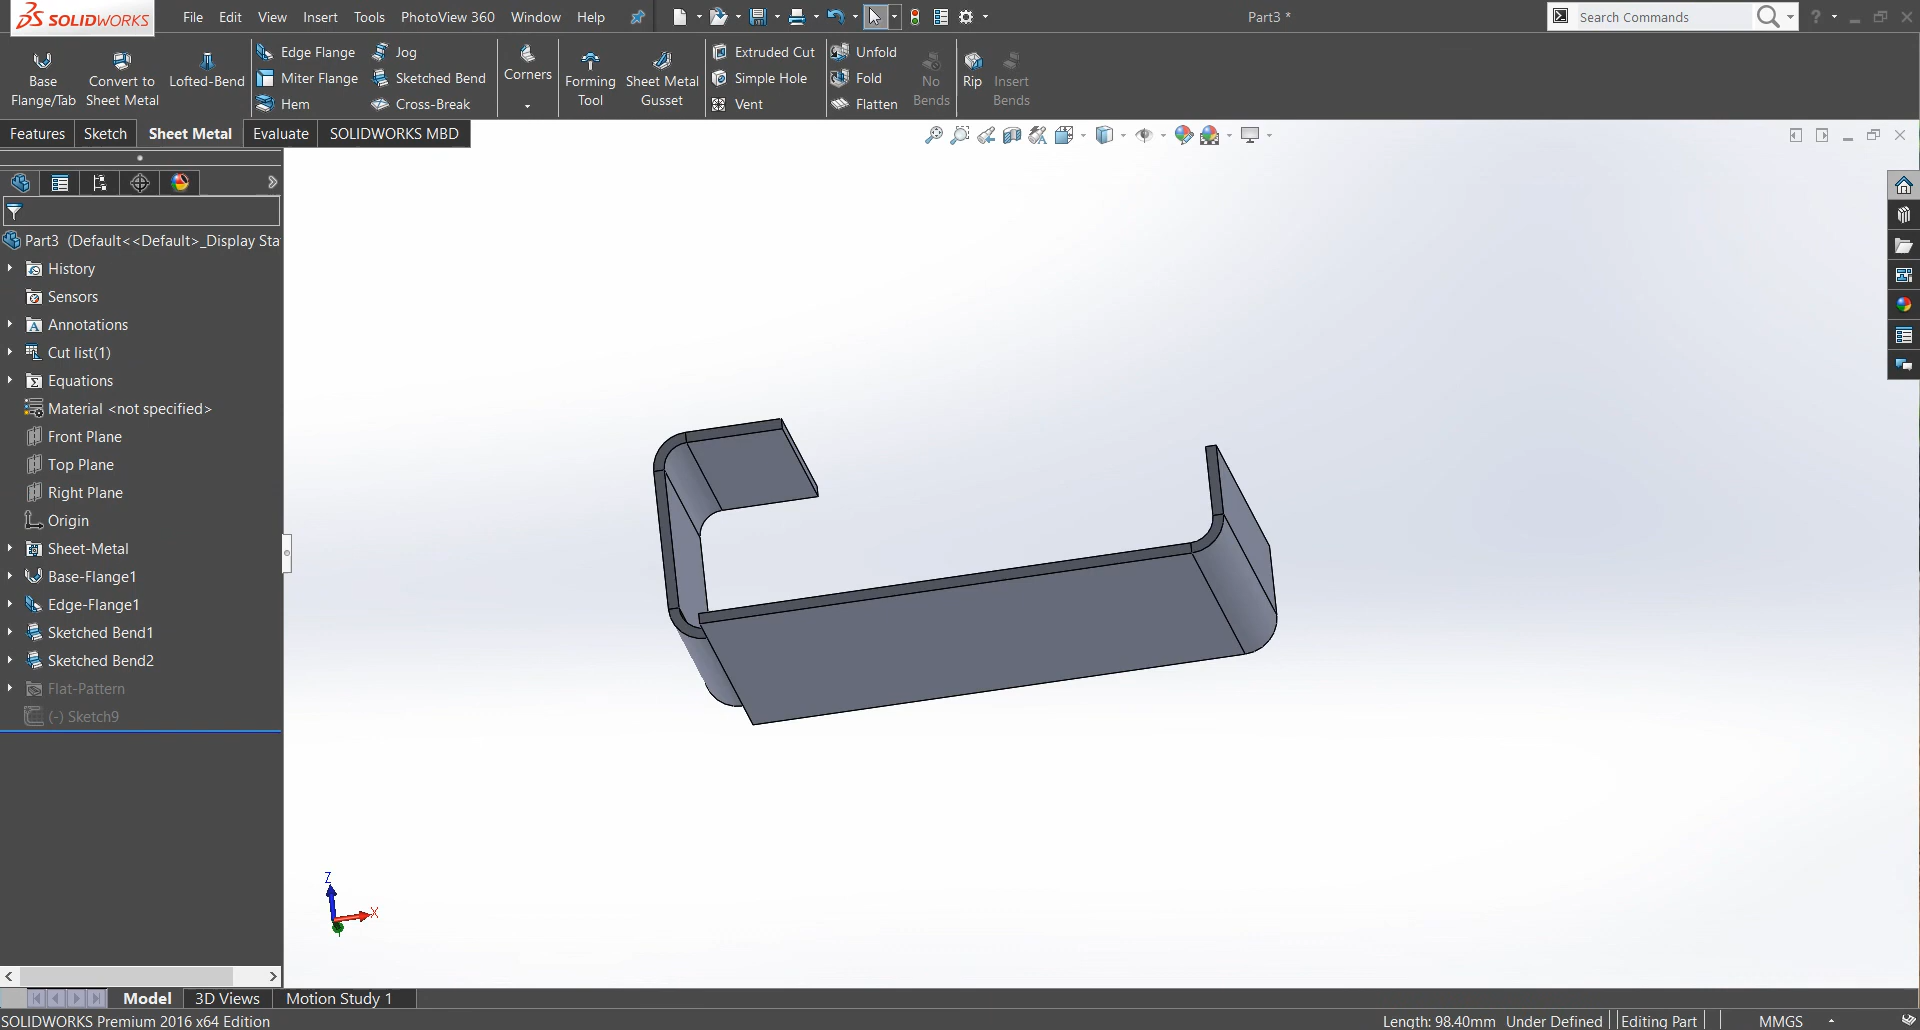 SOLIDWORKS File Edit View Insert Tools PhotoView 360 Window Help Part3 * Search Commands
Base Flange/Tab
Convert to Sheet Metal
Lofted-Bend
Edge Flange
Miter Flange
Hem
Jog
Sketched Bend
Cross-Break
Corners
Forming Tool
Sheet Metal Gusset
Extruded Cut
Simple Hole
Vent
Unfold
Fold
Flatten
No Bends
Rip
Insert Bends
Features Sketch Sheet Metal Evaluate SOLIDWORKS MBD
Part3 (Default<<Default>_Display Sta
History
Sensors
Annotations
Cut list(1)
Equations
Material <not specified>
Front Plane
Top Plane
Right Plane
Origin
Sheet-Metal
Base-Flange1
Edge-Flange1
Sketched Bend1
Sketched Bend2
Flat-Pattern
(-) Sketch9
Z
X
Model 3D Views Motion Study 1
SOLIDWORKS Premium 2016 x64 Edition Length: 98.40mm Under Defined Editing Part MMGS